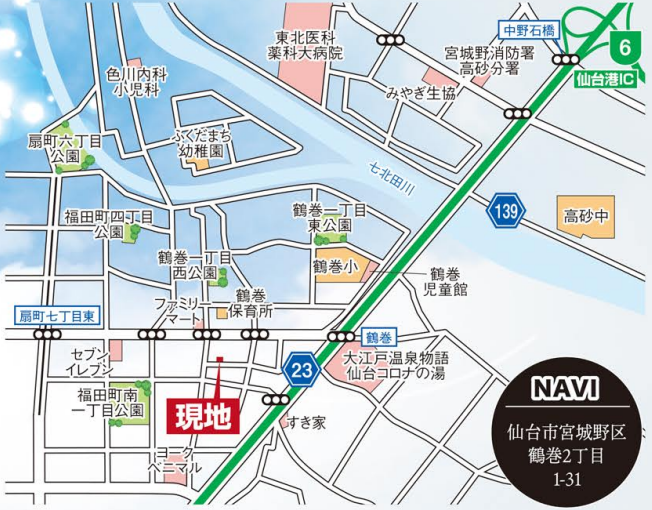 東北医科
薬科大病院
中野石橋
6
仙台港IC
宮城野消防署
高砂分署
みやぎ生協
色川内科
小児科
扇町六丁目
公園
ふくだまち
幼稚園
七北田川
139
高砂中
福田町四丁目
公園
鶴巻一丁目
東公園
鶴巻一丁目
西公園
鶴巻小
鶴巻
児童館
ファミリー
マート
鶴巻
保育所
扇町七丁目東
鶴巻
セブン
イレブン
大江戸温泉物語
仙台コロナの湯
23
福田町南
一丁目公園
現地
すき家
ヨーク
ベニマル
NAVI
仙台市宮城野区
鶴巻2丁目
1-31